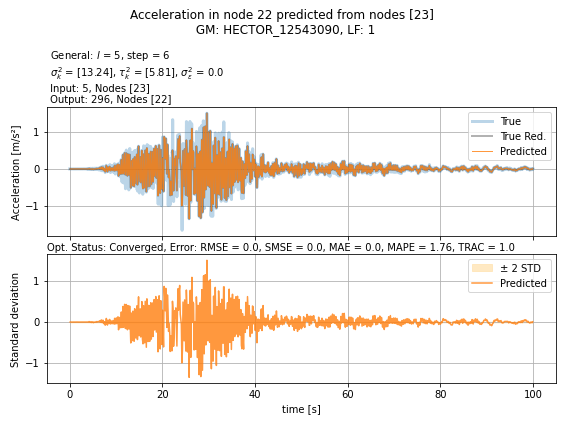 Acceleration in node 22 predicted from nodes [23]
GM: HECTOR_12543090, LF: 1
General: l = 5, step = 6
σ²ₖ = [13.24], τ²ₖ = [5.81], σ²ε = 0.0
Input: 5, Nodes [23]
Output: 296, Nodes [22]
Acceleration [m/s²]
1
0
−1
True
True Red.
Predicted
Opt. Status: Converged, Error: RMSE = 0.0, SMSE = 0.0, MAE = 0.0, MAPE = 1.76, TRAC = 1.0
Standard deviation
1
0
−1
± 2 STD
Predicted
0 20 40 60 80 100
time [s]